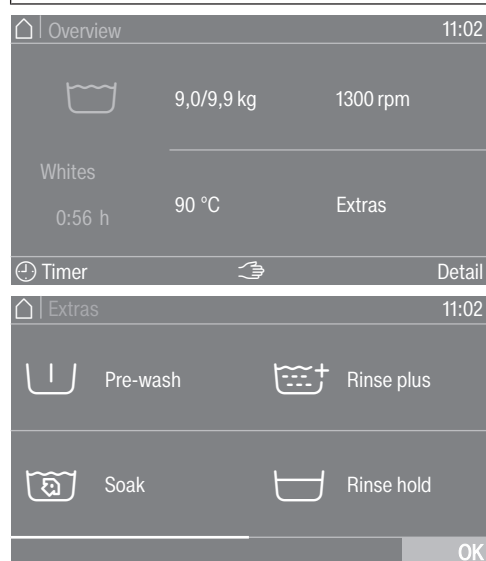 Overview 11:02
9,0/9,9 kg 1300 rpm
Whites
0:56 h
90 °C Extras
Timer Detail
Extras 11:02
Pre-wash Rinse plus
Soak Rinse hold
OK